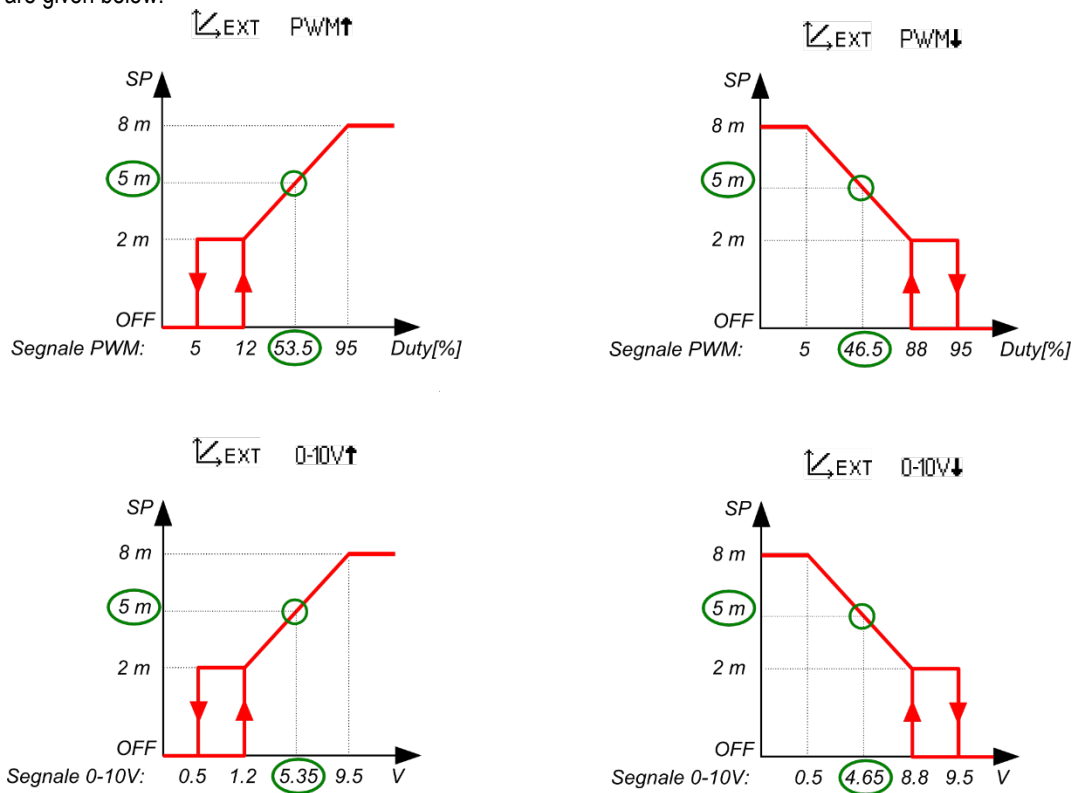 are given below:
EXT PWM↑
SP
8 m
5 m
2 m
OFF
Segnale PWM: 5 12 53.5 95 Duty[%]
EXT PWM↓
SP
8 m
5 m
2 m
OFF
Segnale PWM: 5 46.5 88 95 Duty[%]
EXT 0-10V↑
SP
8 m
5 m
2 m
OFF
Segnale 0-10V: 0.5 1.2 5.35 9.5 V
EXT 0-10V↓
SP
8 m
5 m
2 m
OFF
Segnale 0-10V: 0.5 4.65 8.8 9.5 V